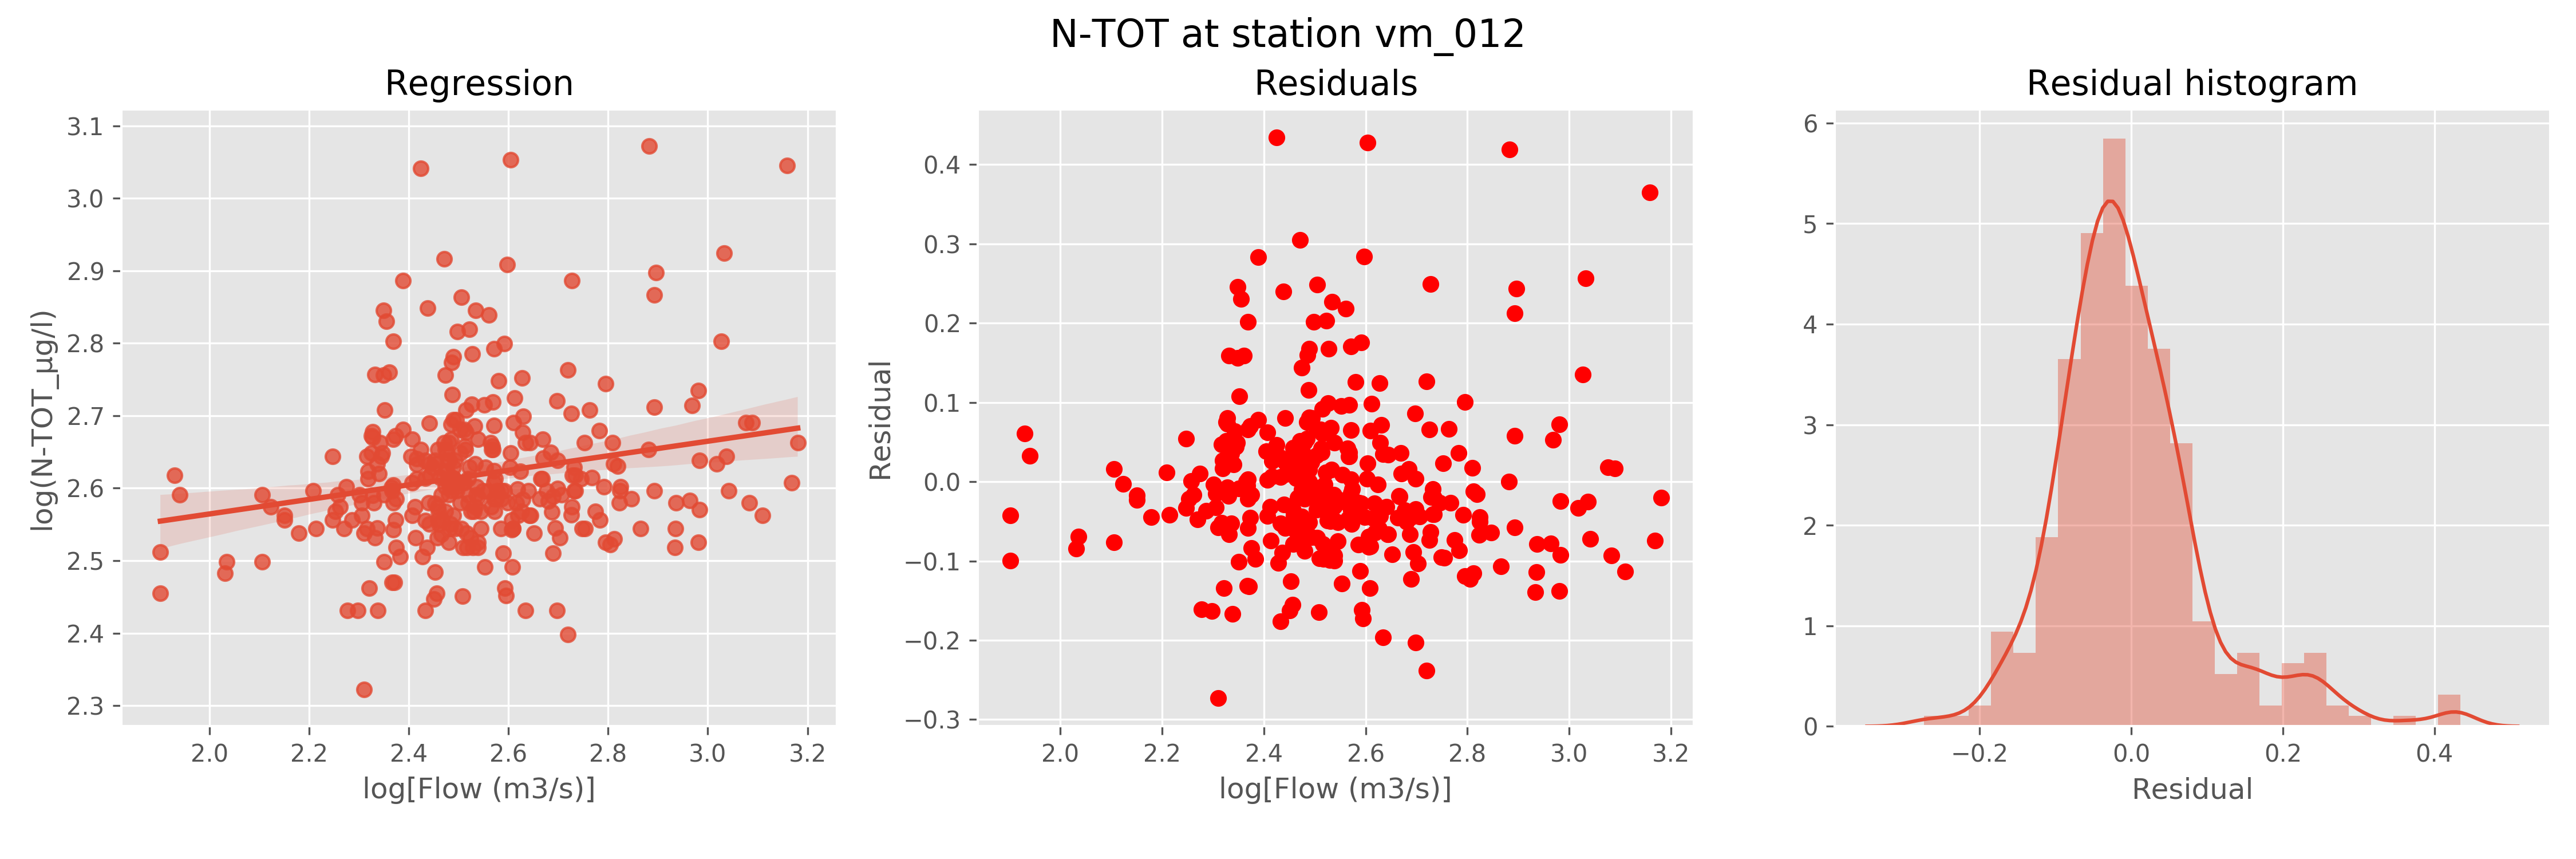 N-TOT at station vm_012
Regression
3.1
3.0
2.9
2.8
2.7
2.6
2.5
2.4
2.3
log(N-TOT_µg/l)
2.0 2.2 2.4 2.6 2.8 3.0 3.2
log[Flow (m3/s)]
Residuals
0.4
0.3
0.2
0.1
0.0
−0.1
−0.2
−0.3
Residual
2.0 2.2 2.4 2.6 2.8 3.0 3.2
log[Flow (m3/s)]
Residual histogram
6
5
4
3
2
1
0
−0.2 0.0 0.2 0.4
Residual